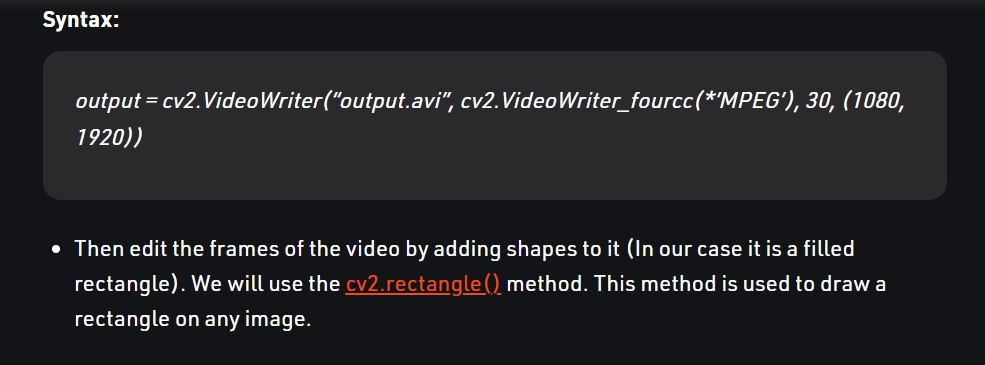 Syntax:
output = cv2.VideoWriter(“output.avi”, cv2.VideoWriter_fourcc(*’MPEG’), 30, (1080,
1920))
• Then edit the frames of the video by adding shapes to it (In our case it is a filled
rectangle). We will use the cv2.rectangle() method. This method is used to draw a
rectangle on any image.